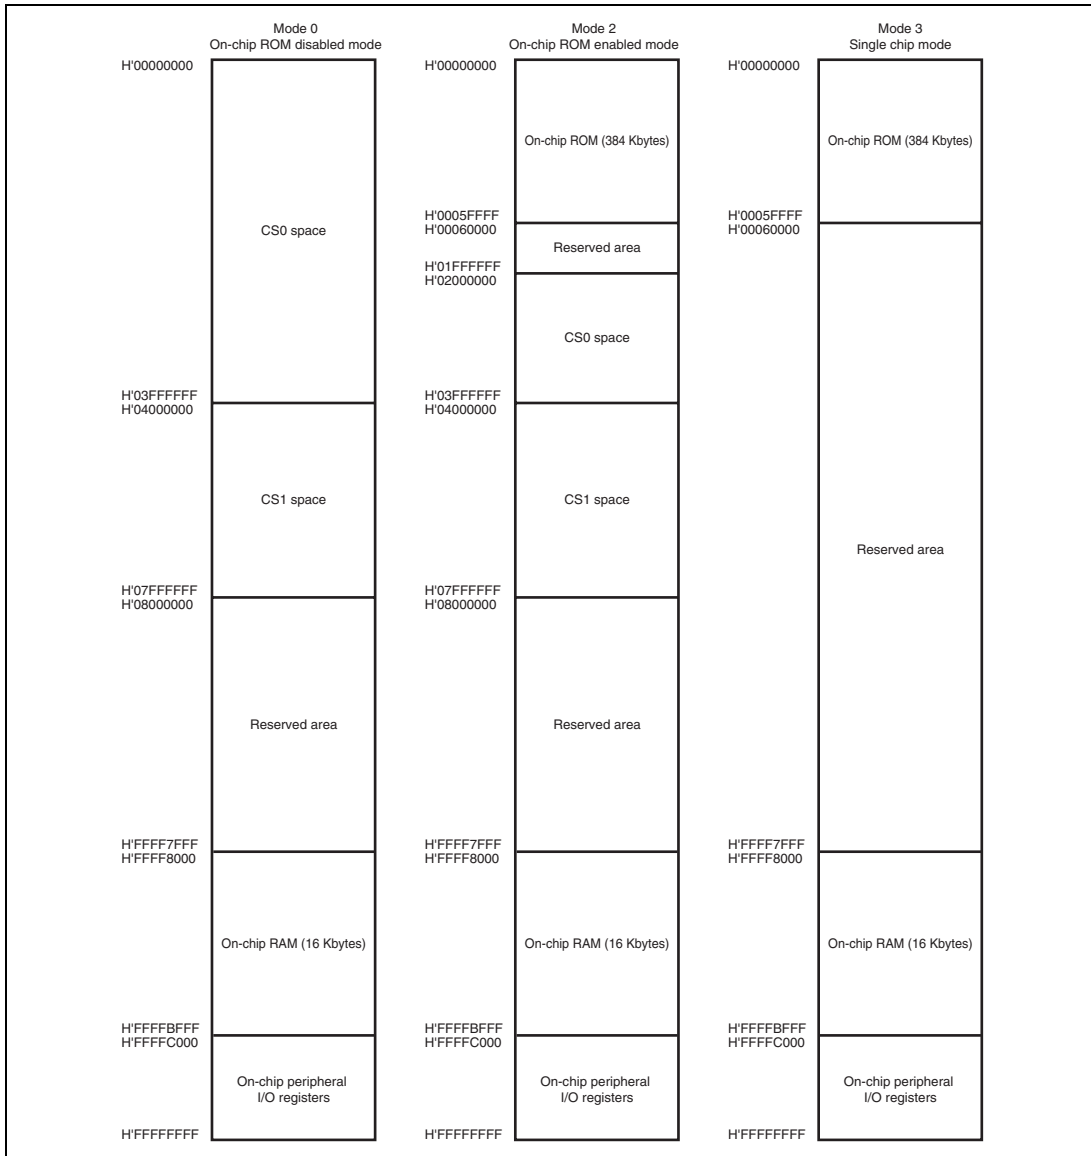 Mode 0
On-chip ROM disabled mode
H'00000000
CS0 space
H'03FFFFFF
H'04000000
CS1 space
H'07FFFFFF
H'08000000
Reserved area
H'FFFF7FFF
H'FFFF8000
On-chip RAM (16 Kbytes)
H'FFFFBFFF
H'FFFFC000
On-chip peripheral
I/O registers
H'FFFFFFFF
Mode 2
On-chip ROM enabled mode
H'00000000
On-chip ROM (384 Kbytes)
H'0005FFFF
H'00060000
Reserved area
H'01FFFFFF
H'02000000
CS0 space
H'03FFFFFF
H'04000000
CS1 space
H'07FFFFFF
H'08000000
Reserved area
H'FFFF7FFF
H'FFFF8000
On-chip RAM (16 Kbytes)
H'FFFFBFFF
H'FFFFC000
On-chip peripheral
I/O registers
H'FFFFFFFF
Mode 3
Single chip mode
H'00000000
On-chip ROM (384 Kbytes)
H'0005FFFF
H'00060000
Reserved area
H'FFFF7FFF
H'FFFF8000
On-chip RAM (16 Kbytes)
H'FFFFBFFF
H'FFFFC000
On-chip peripheral
I/O registers
H'FFFFFFFF